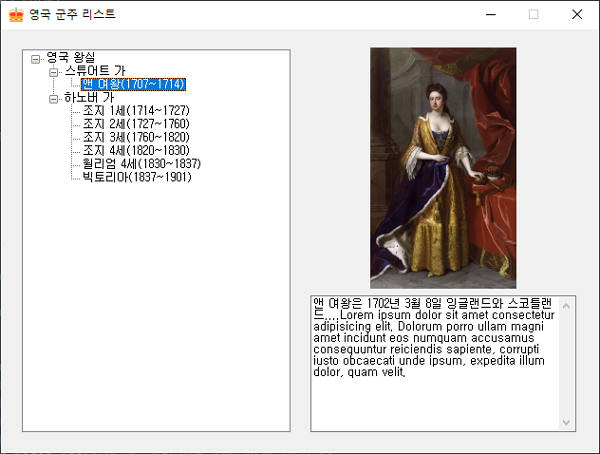 영국 군주 리스트
영국 왕실
스튜어트 가
앤 여왕(1707~1714)
하노버 가
조지 1세(1714~1727)
조지 2세(1727~1760)
조지 3세(1760~1820)
조지 4세(1820~1830)
윌리엄 4세(1830~1837)
빅토리아(1837~1901)
앤 여왕은 1702년 3월 8일 잉글랜드와 스코틀랜
드....Lorem ipsum dolor sit amet consectetur
adipisicing elit. Dolorum porro ullam magni
amet incidunt eos numquam accusamus
consequuntur reiciendis sapiente, corrupti
iusto obcaecati unde ipsum, expedita illum
dolor, quam velit.